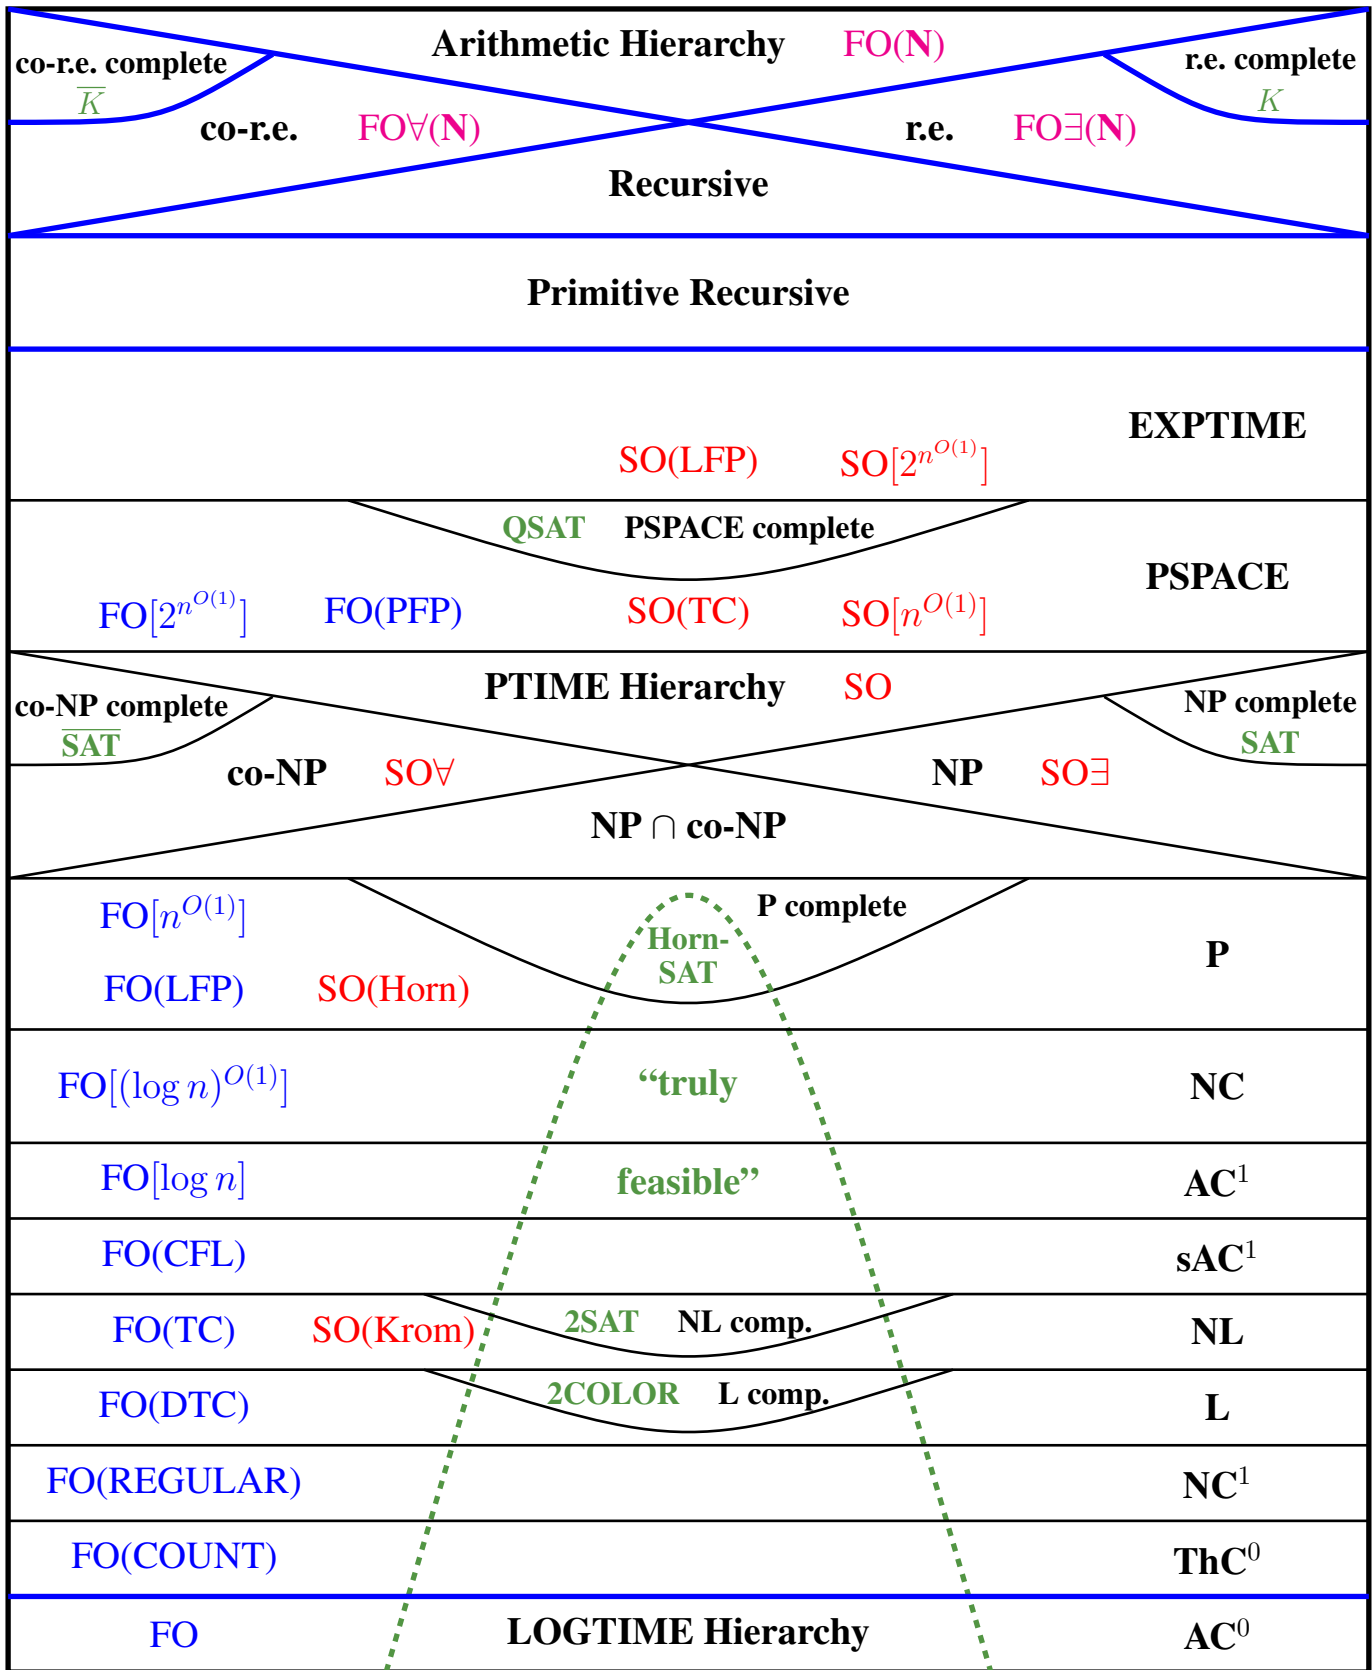 Arithmetic Hierarchy FO(N)
co-r.e. complete
r.e. complete
K̅
K
co-r.e. FO∀(N)
r.e. FO∃(N)
Recursive
Primitive Recursive
EXPTIME
SO(LFP) SO[2^{n^{O(1)}}]
QSAT PSPACE complete
PSPACE
FO[2^{n^{O(1)}}] FO(PFP) SO(TC) SO[n^{O(1)}]
PTIME Hierarchy SO
co-NP complete
NP complete
S̅A̅T̅
SAT
co-NP SO∀
NP SO∃
NP ∩ co-NP
FO[n^{O(1)}]
P complete
Horn-
SAT
P
FO(LFP) SO(Horn)
FO[(log n)^{O(1)}] “truly NC
FO[log n] feasible” AC¹
FO(CFL) sAC¹
FO(TC) SO(Krom) 2SAT NL comp. NL
FO(DTC) 2COLOR L comp. L
FO(REGULAR) NC¹
FO(COUNT) ThC⁰
FO LOGTIME Hierarchy AC⁰